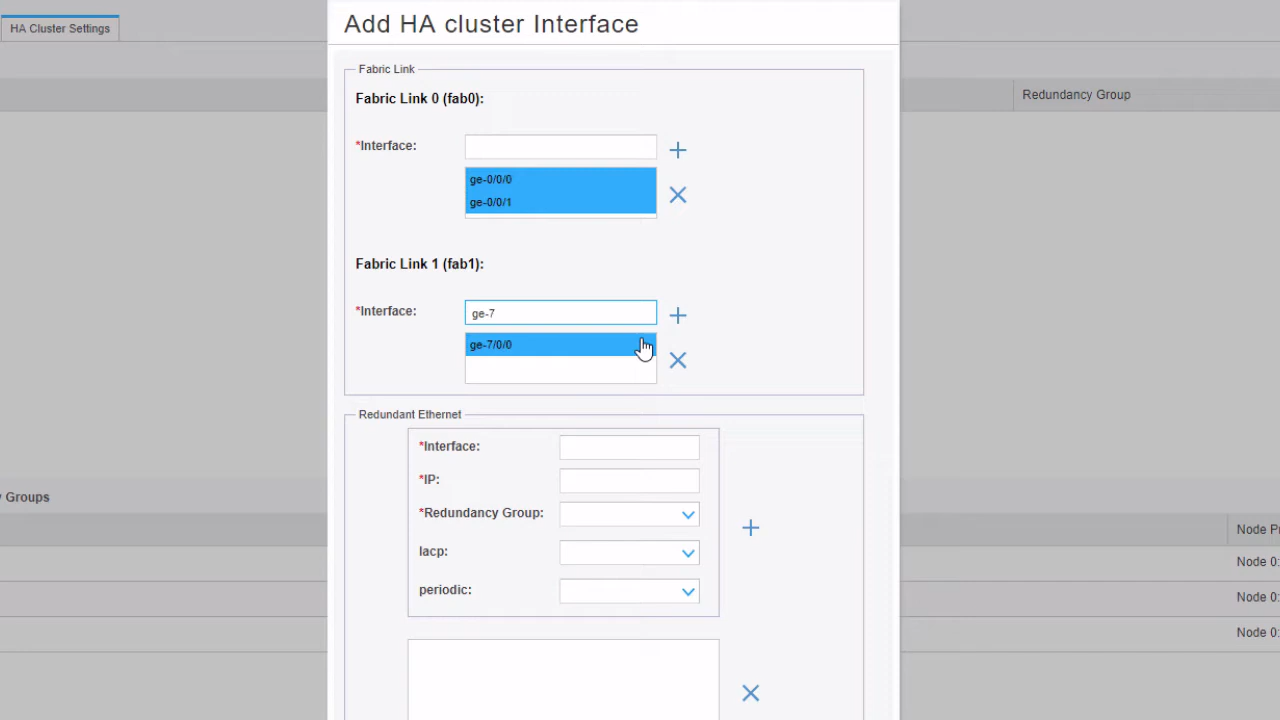 Add HA cluster Interface
HA Cluster Settings
Fabric Link
Redundancy Group
Fabric Link 0 (fab0):
*Interface:
ge-0/0/0
ge-0/0/1
Fabric Link 1 (fab1):
*Interface:
ge-7
ge-7/0/0
Redundant Ethernet
*Interface:
*IP:
*Redundancy Group:
lacp:
periodic:
Groups
Node
Node 0:
Node 0:
Node 0: